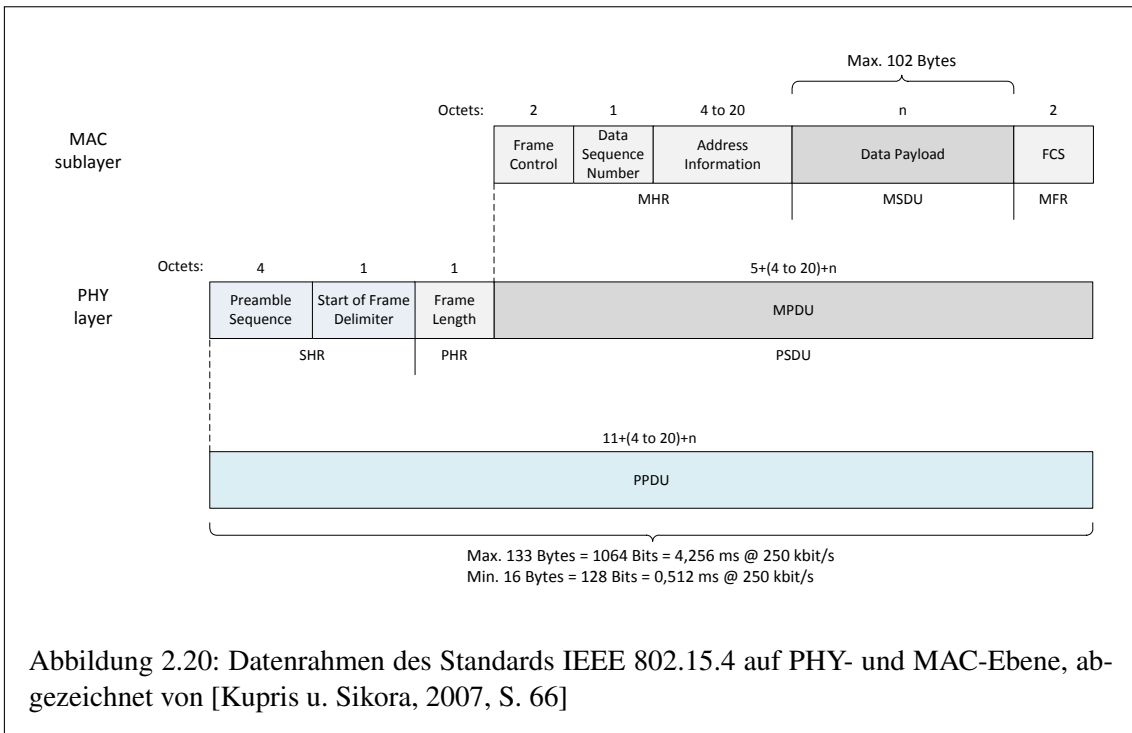 Max. 102 Bytes
Octets: 2 1 4 to 20 n 2
MAC
sublayer
Frame
Control
Data
Sequence
Number
Address
Information
Data Payload
FCS
MHR MSDU MFR
Octets: 4 1 1 5+(4 to 20)+n
PHY
layer
Preamble
Sequence
Start of Frame
Delimiter
Frame
Length
MPDU
SHR PHR PSDU
11+(4 to 20)+n
PPDU
Max. 133 Bytes = 1064 Bits = 4,256 ms @ 250 kbit/s
Min. 16 Bytes = 128 Bits = 0,512 ms @ 250 kbit/s
Abbildung 2.20: Datenrahmen des Standards IEEE 802.15.4 auf PHY- und MAC-Ebene, ab-
gezeichnet von [Kupris u. Sikora, 2007, S. 66]